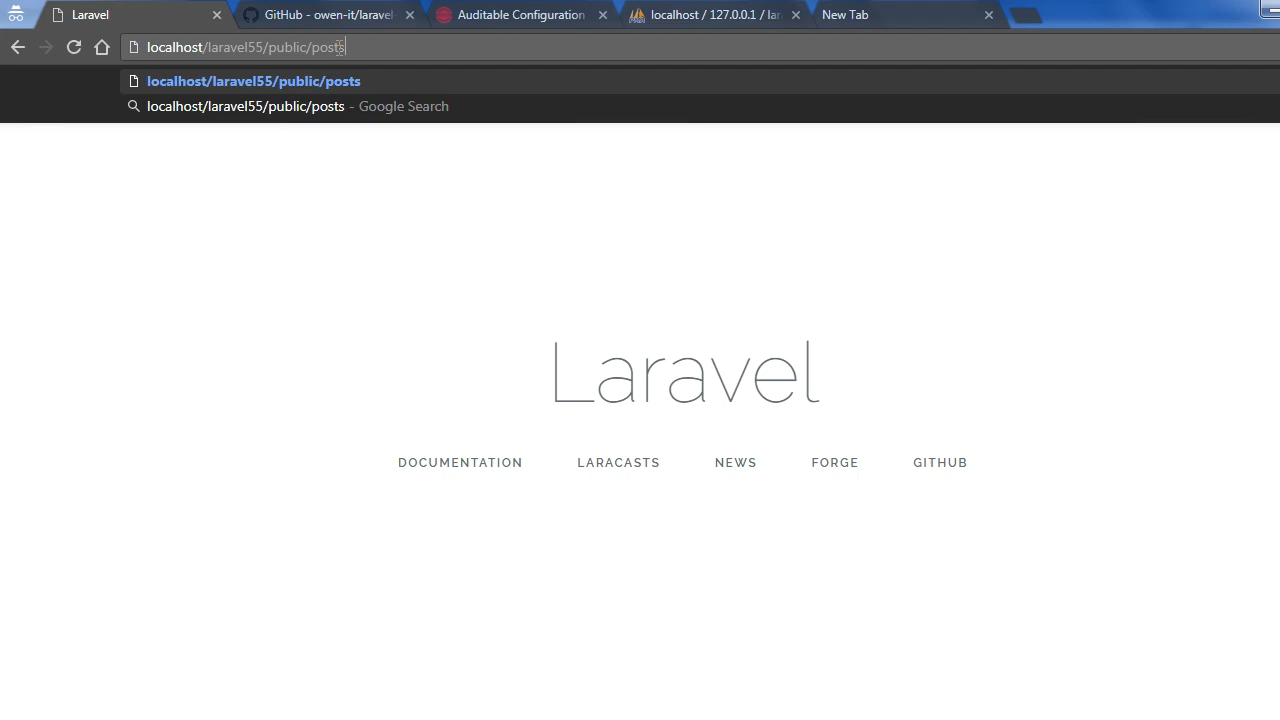 Laravel
GitHub - owen-it/laravel-
Auditable Configuration
localhost / 127.0.0.1 / lar
New Tab
localhost/laravel55/public/posts
localhost/laravel55/public/posts
localhost/laravel55/public/posts - Google Search
Laravel
DOCUMENTATION LARACASTS NEWS FORGE GITHUB